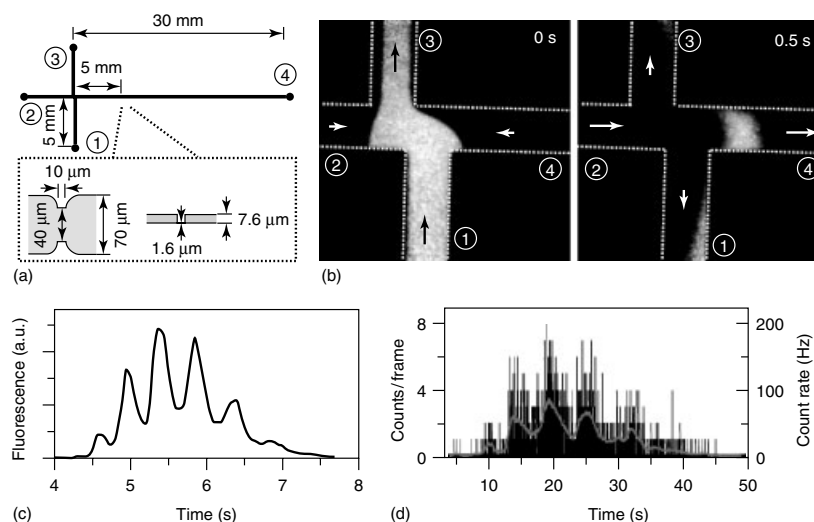 30 mm
③
5 mm
④
②
5 mm
①
10 μm
40 μm
70 μm
7.6 μm
1.6 μm
(a)
③
0 s
②
④
①
③
0.5 s
②
④
①
(b)
Fluorescence (a.u.)
4
5
6
7
8
Time (s)
(c)
Counts/frame
8
4
0
200
100
0
Count rate (Hz)
10
20
30
40
50
Time (s)
(d)